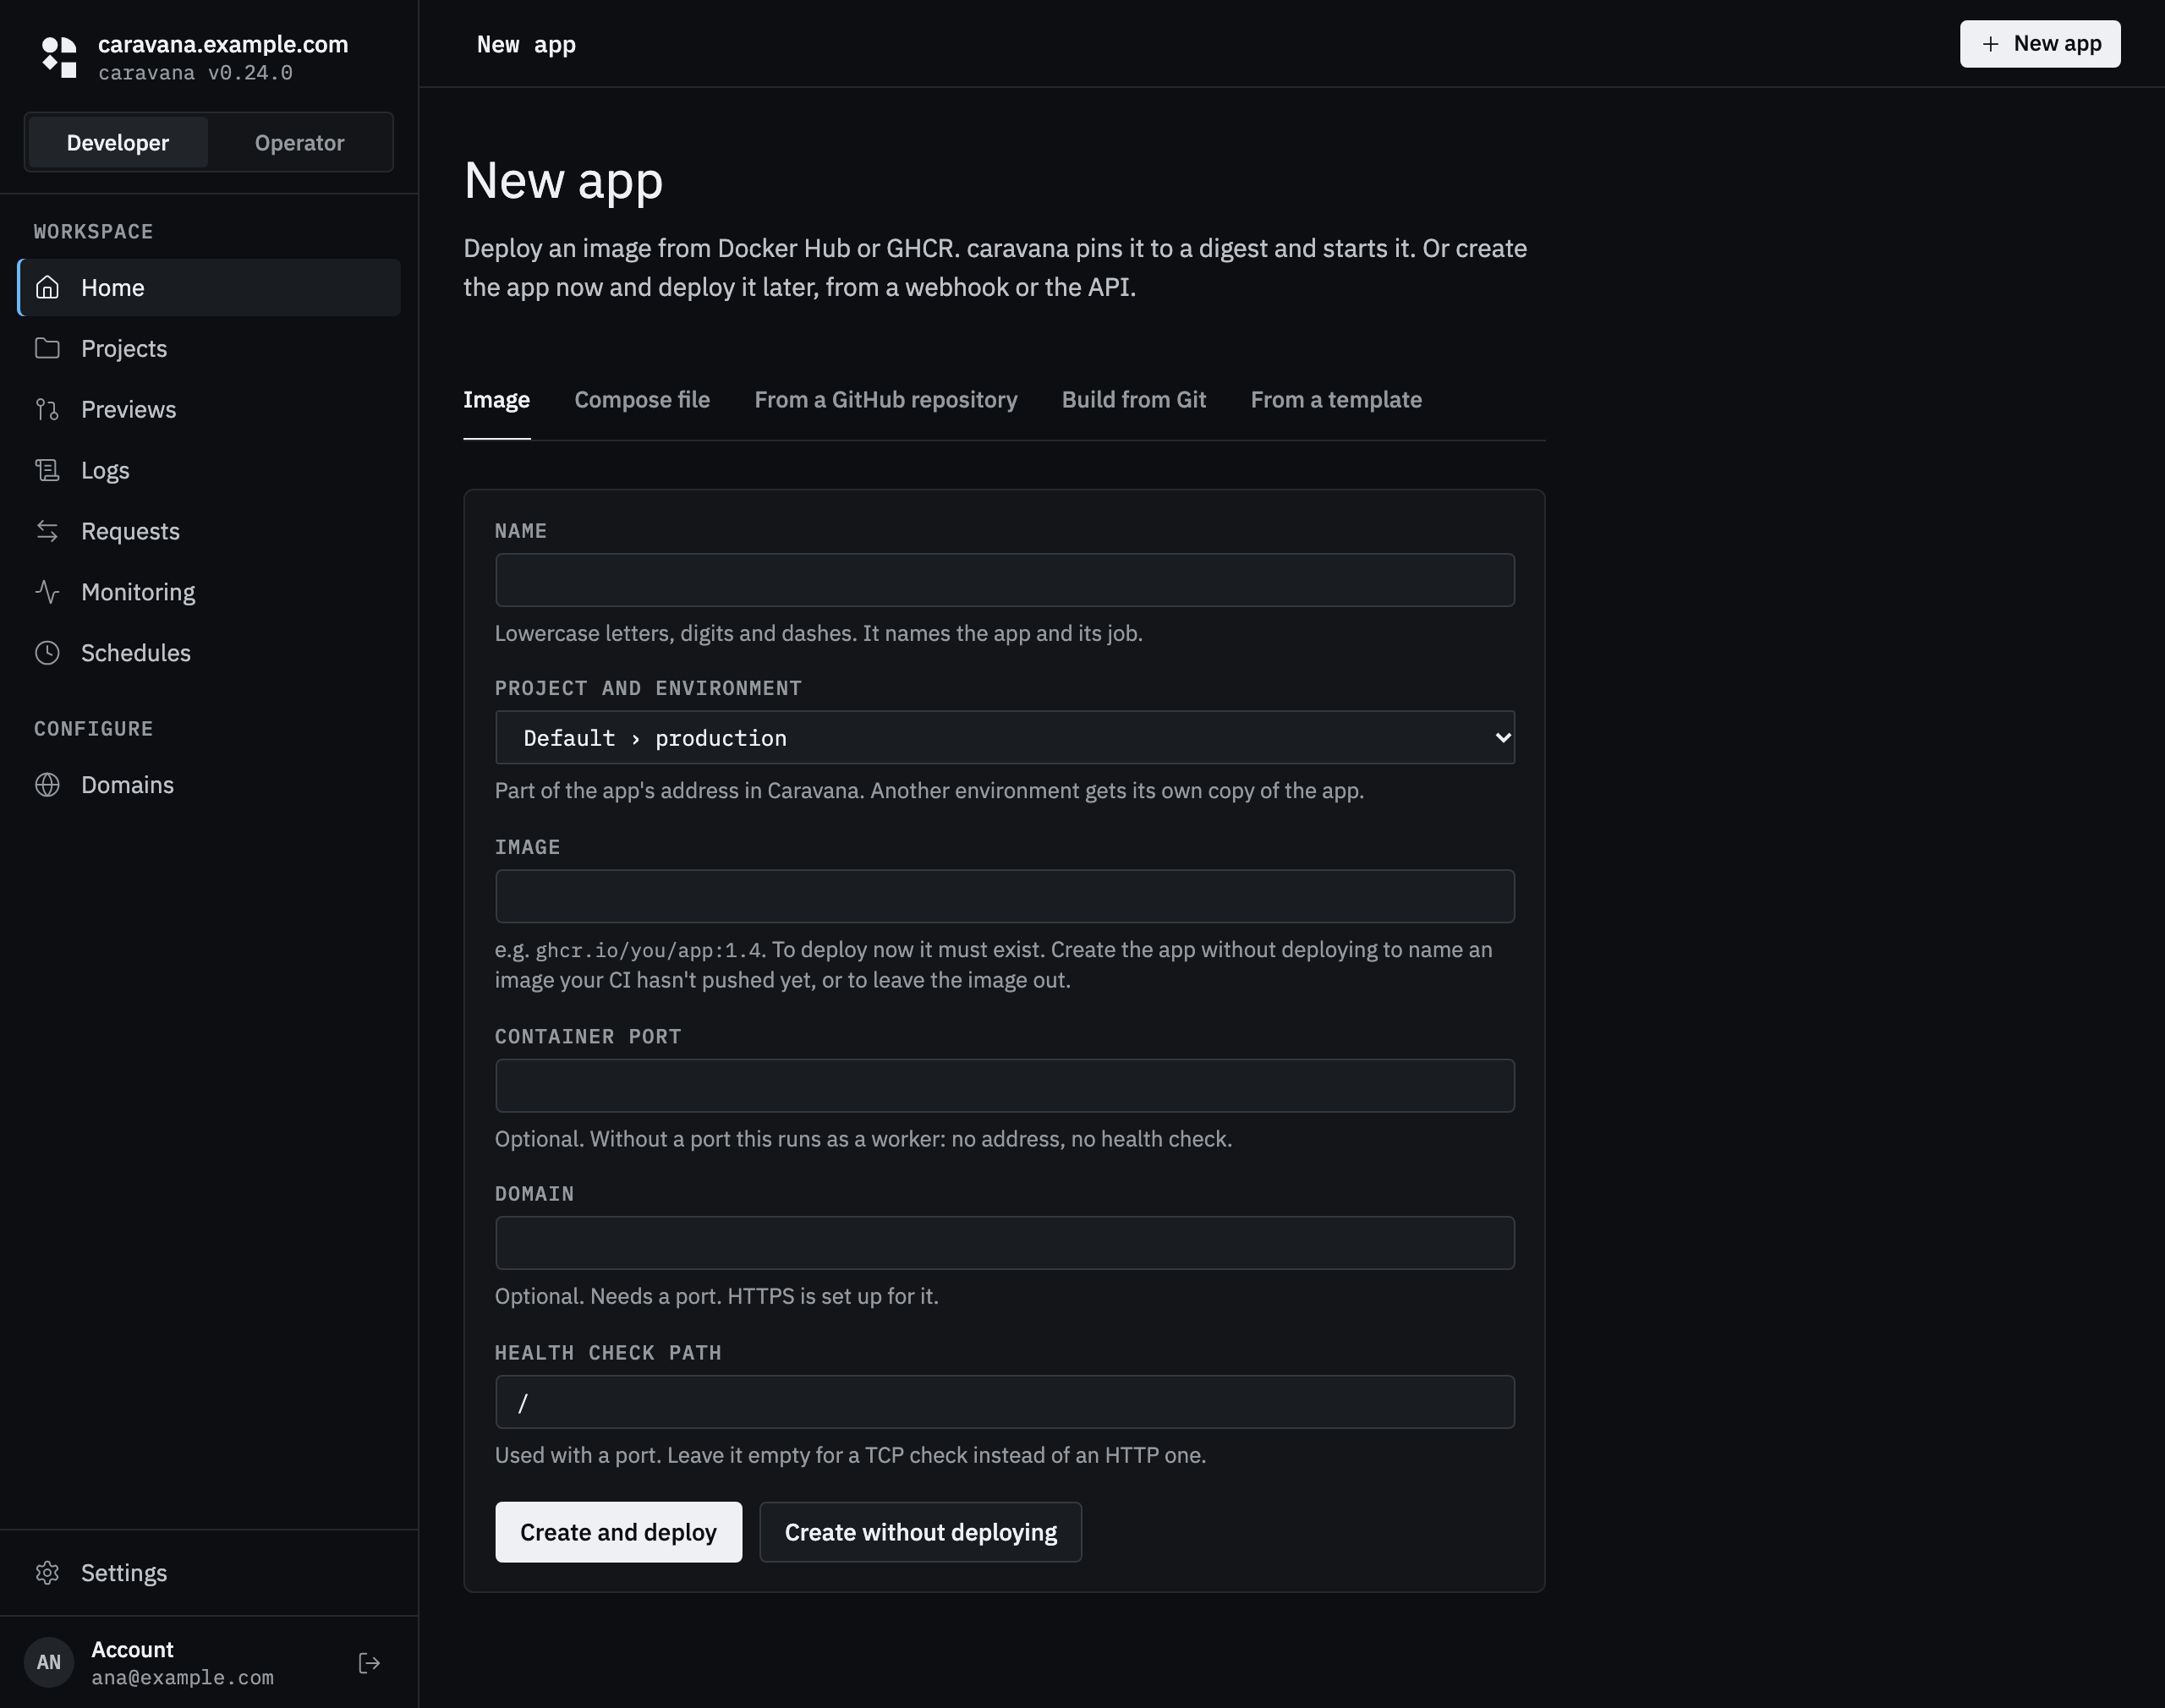 caravana.example.com
caravana v0.24.0
Developer
Operator
WORKSPACE
Home
Projects
Previews
Logs
Requests
Monitoring
Schedules
CONFIGURE
Domains
Settings
AN
Account
ana@example.com
New app
New app
New app
Deploy an image from Docker Hub or GHCR. caravana pins it to a digest and starts it. Or create
the app now and deploy it later, from a webhook or the API.
Image
Compose file
From a GitHub repository
Build from Git
From a template
NAME
Lowercase letters, digits and dashes. It names the app and its job.
PROJECT AND ENVIRONMENT
Default › production
Part of the app's address in Caravana. Another environment gets its own copy of the app.
IMAGE
e.g. ghcr.io/you/app:1.4. To deploy now it must exist. Create the app without deploying to name an
image your CI hasn't pushed yet, or to leave the image out.
CONTAINER PORT
Optional. Without a port this runs as a worker: no address, no health check.
DOMAIN
Optional. Needs a port. HTTPS is set up for it.
HEALTH CHECK PATH
/
Used with a port. Leave it empty for a TCP check instead of an HTTP one.
Create and deploy
Create without deploying